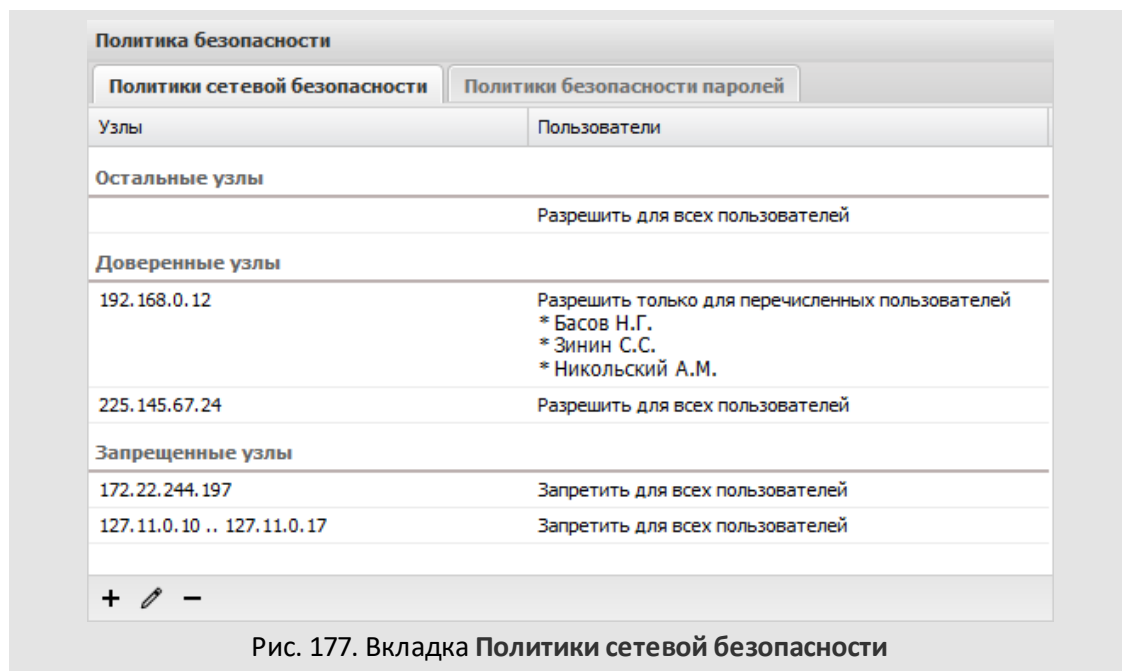 Политика безопасности
Политики сетевой безопасности Политики безопасности паролей
Узлы Пользователи
Остальные узлы
Разрешить для всех пользователей
Доверенные узлы
192.168.0.12 Разрешить только для перечисленных пользователей
* Басов Н.Г.
* Зинин С.С.
* Никольский А.М.
225.145.67.24 Разрешить для всех пользователей
Запрещенные узлы
172.22.244.197 Запретить для всех пользователей
127.11.0.10 .. 127.11.0.17 Запретить для всех пользователей
Рис. 177. Вкладка Политики сетевой безопасности